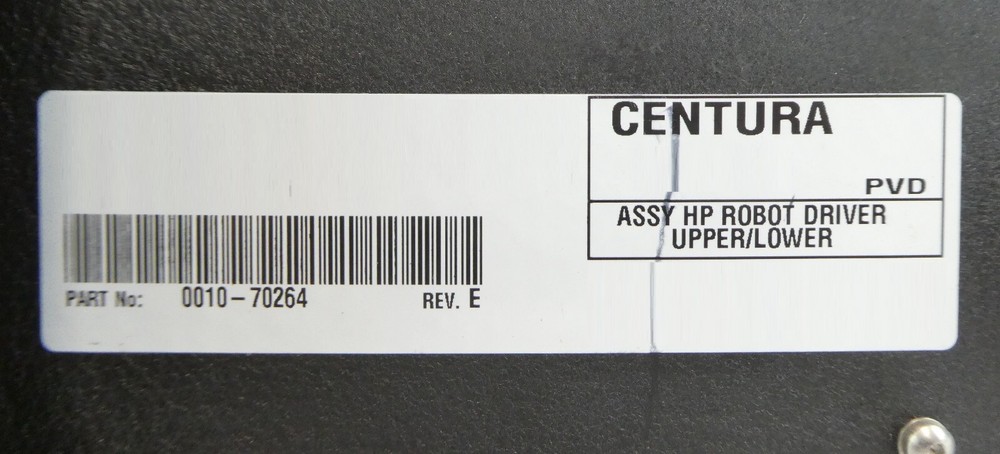 CENTURA
PVD
ASSY HP ROBOT DRIVER
UPPER/LOWER
PART No: 0010-70264 REV. E